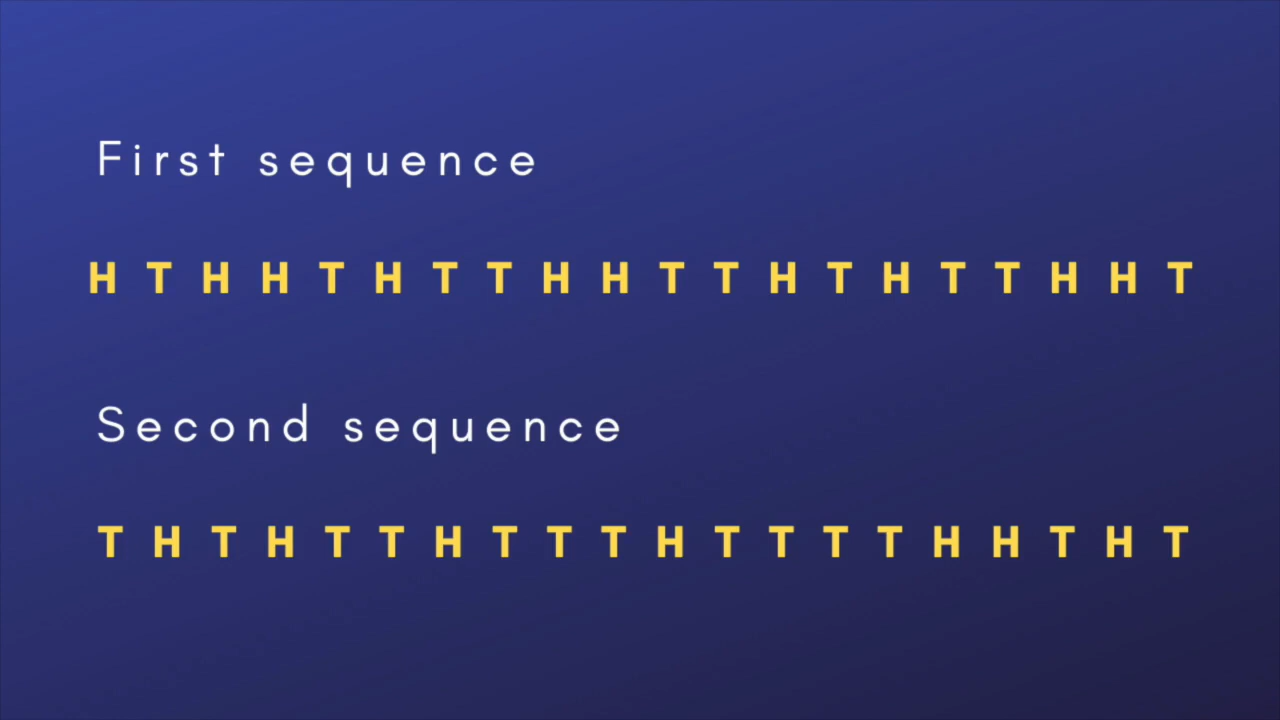 First sequence
H T H H T H T T H H T T H T H T T H H T
Second sequence
T H T H T T H T T T H T T T T H H T H T